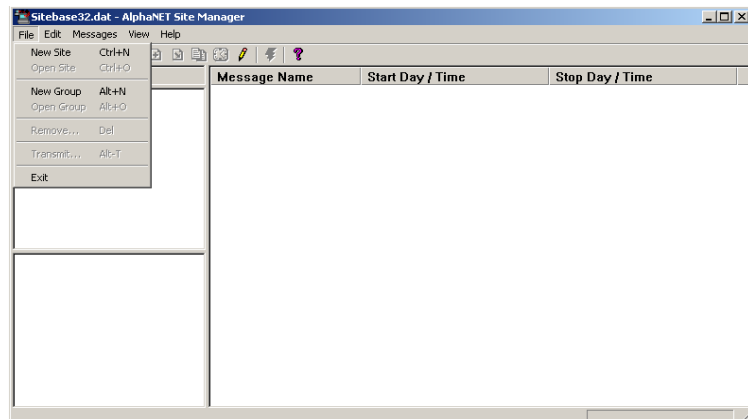 Sitebase32.dat - AlphaNET Site Manager
File Edit Messages View Help
New Site Ctrl+N
Open Site Ctrl+O
New Group Alt+N
Open Group Alt+O
Remove... Del
Transmit... Alt-T
Exit
Message Name Start Day / Time Stop Day / Time